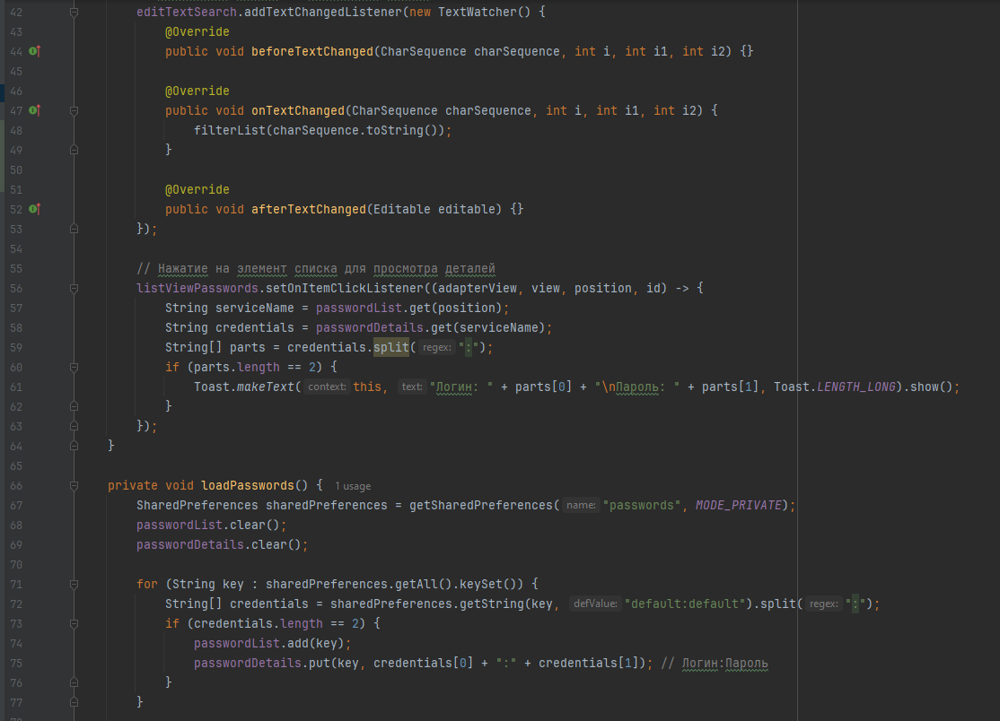 42 editTextSearch.addTextChangedListener(new TextWatcher() {
43 @Override
44 public void beforeTextChanged(CharSequence charSequence, int i, int i1, int i2) {}
45
46 @Override
47 public void onTextChanged(CharSequence charSequence, int i, int i1, int i2) {
48 filterList(charSequence.toString());
49 }
50
51 @Override
52 public void afterTextChanged(Editable editable) {}
53 });
54
55 // Нажатие на элемент списка для просмотра деталей
56 listViewPasswords.setOnItemClickListener((adapterView, view, position, id) -> {
57 String serviceName = passwordList.get(position);
58 String credentials = passwordDetails.get(serviceName);
59 String[] parts = credentials.split( regex: ":");
60 if (parts.length == 2) {
61 Toast.makeText( context: this, text: "Логин: " + parts[0] + "\nПароль: " + parts[1], Toast.LENGTH_LONG).show();
62 }
63 });
64 }
65
66 private void loadPasswords() { 1 usage
67 SharedPreferences sharedPreferences = getSharedPreferences( name: "passwords", MODE_PRIVATE);
68 passwordList.clear();
69 passwordDetails.clear();
70
71 for (String key : sharedPreferences.getAll().keySet()) {
72 String[] credentials = sharedPreferences.getString(key, defValue: "default:default").split( regex: ":");
73 if (credentials.length == 2) {
74 passwordList.add(key);
75 passwordDetails.put(key, credentials[0] + ":" + credentials[1]); // Логин:Пароль
76 }
77 }